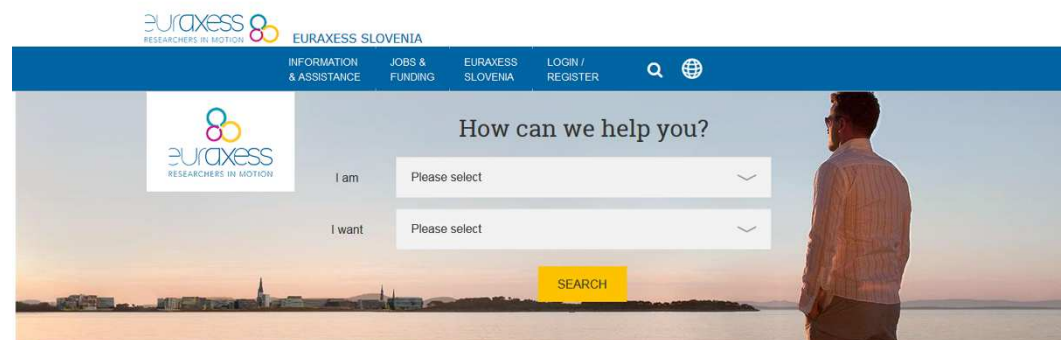 euraxess
RESEARCHERS IN MOTION
EURAXESS SLOVENIA
INFORMATION
& ASSISTANCE
JOBS &
FUNDING
EURAXESS
SLOVENIA
LOGIN /
REGISTER
euraxess
RESEARCHERS IN MOTION
How can we help you?
I am
Please select
I want
Please select
SEARCH